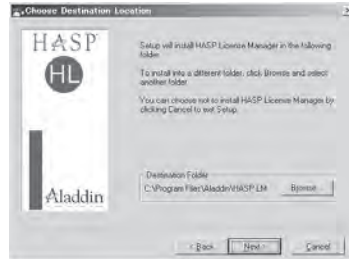 Choose Destination Location
HASP
HL
Aladdin
Setup will install HASP License Manager in the following
folder.
To install into a different folder, click Browse and select
another folder.
You can choose not to install HASP License Manager by
clicking Cancel to exit Setup.
Destination Folder
C:\Program Files\Aladdin\HASP LM
Browse...
< Back
Next >
Cancel